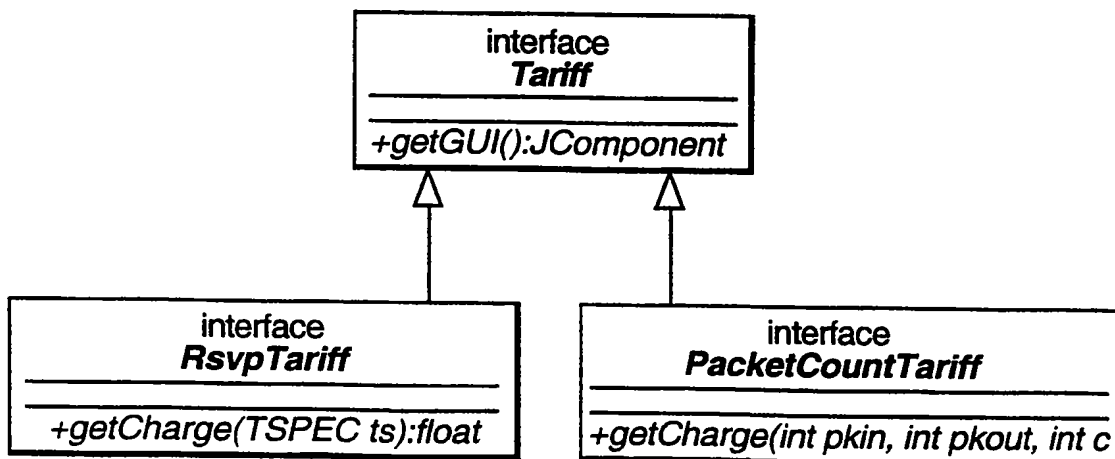 interface
Tariff
+getGUI():JComponent
interface
RsvpTariff
+getCharge(TSPEC ts):float
interface
PacketCountTariff
+getCharge(int pkin, int pkout, int c